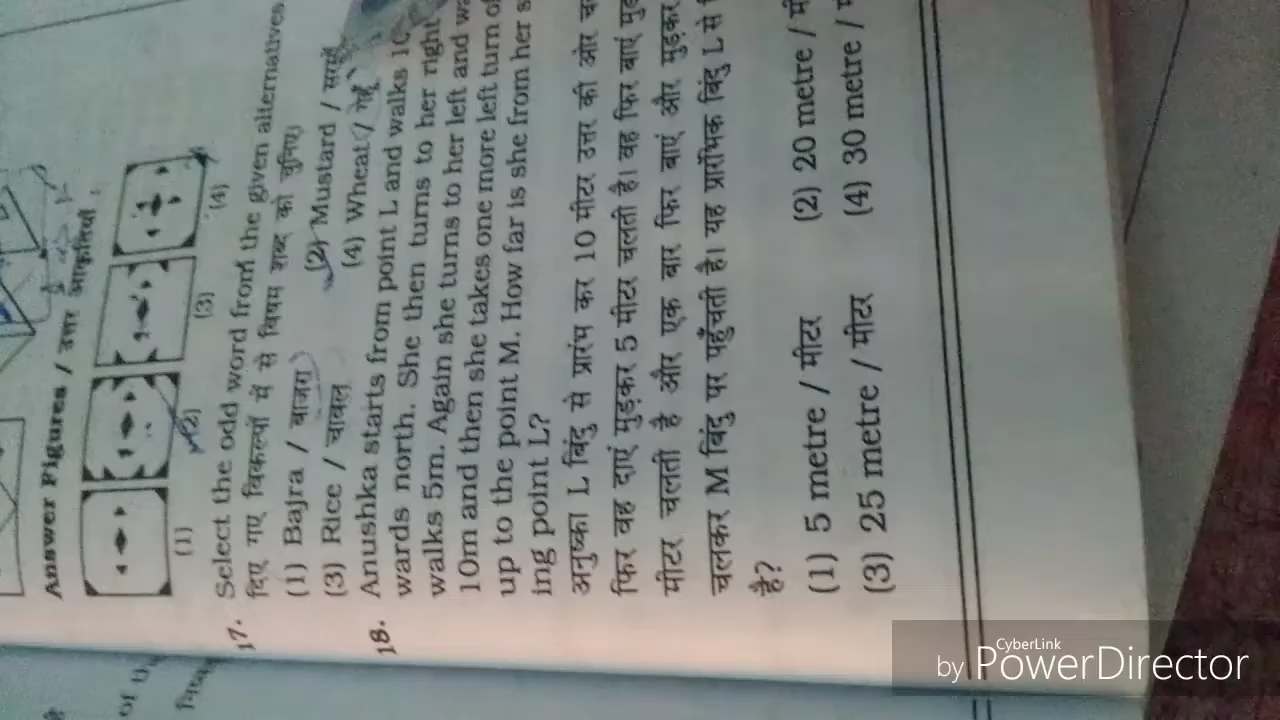 Answer Figures / उत्तर आकृतियाँ :
(1) (2) (3) (4)
17. Select the odd word from the given alternatives.
दिए गए विकल्पों में से विषम शब्द को चुनिए।
(1) Bajra / बाजरा (2) Mustard / सरसों
(3) Rice / चावल (4) Wheat / गेहूँ
18. Anushka starts from point L and walks
wards north. She then turns to her right
walks 5m. Again she turns to her left and
10m and then she takes one more left turn
up to the point M. How far is she from her
ing point L?
अनुष्का L बिंदु से प्रारंभ कर 10 मीटर उत्तर की ओर
फिर वह दाएं मुड़कर 5 मीटर चलती है। वह फिर बाएं
मीटर चलती है और एक बार फिर बाएं और मुड़कर
चलकर M बिंदु पर पहुँचती है। यह प्रारंभिक बिंदु L से
है?
(1) 5 metre / मीटर (2) 20 metre /
(3) 25 metre / मीटर (4) 30 metre /
of
by CyberLink PowerDirector